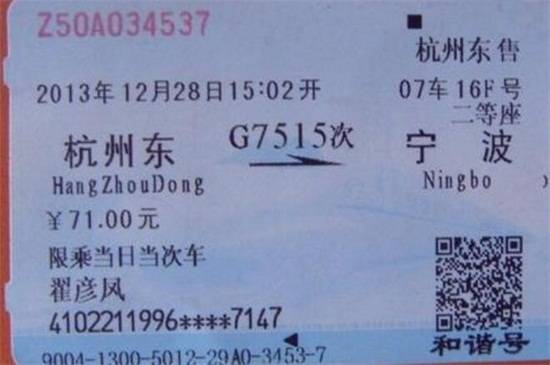 Z50A034537
杭州东售
2013年12月28日15:02开
07车16F号
二等座
杭州东
G7515次
宁波
HangZhouDong
Ningbo
¥71.00元
限乘当日当次车
翟彦凤
4102211996****7147
和谐号
9004-1300-5012-29A0-3453-7